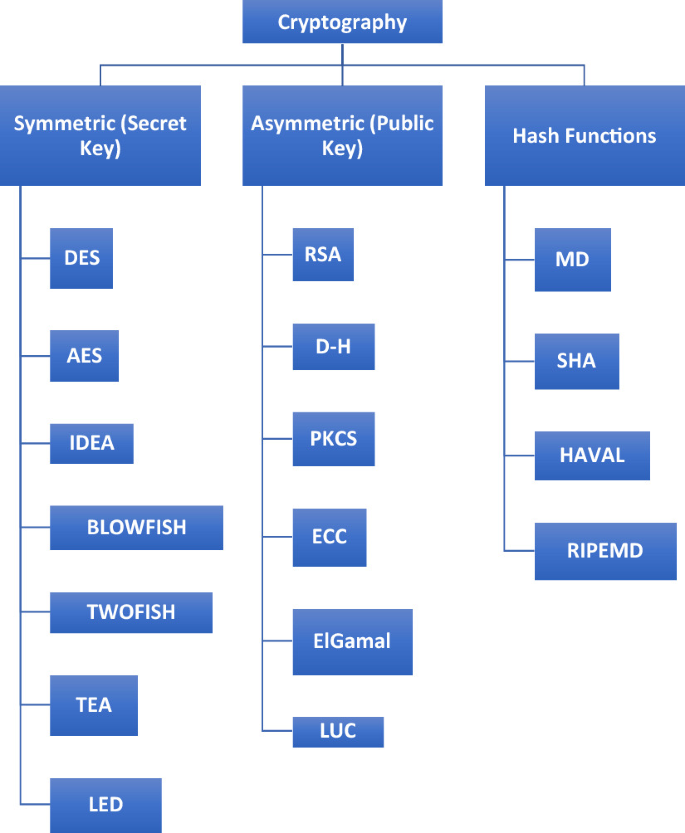 Cryptography
Symmetric (Secret
Key)
DES
AES
IDEA
BLOWFISH
TWOFISH
TEA
LED
Asymmetric (Public
Key)
RSA
D-H
PKCS
ECC
ElGamal
LUC
Hash Functions
MD
SHA
HAVAL
RIPEMD